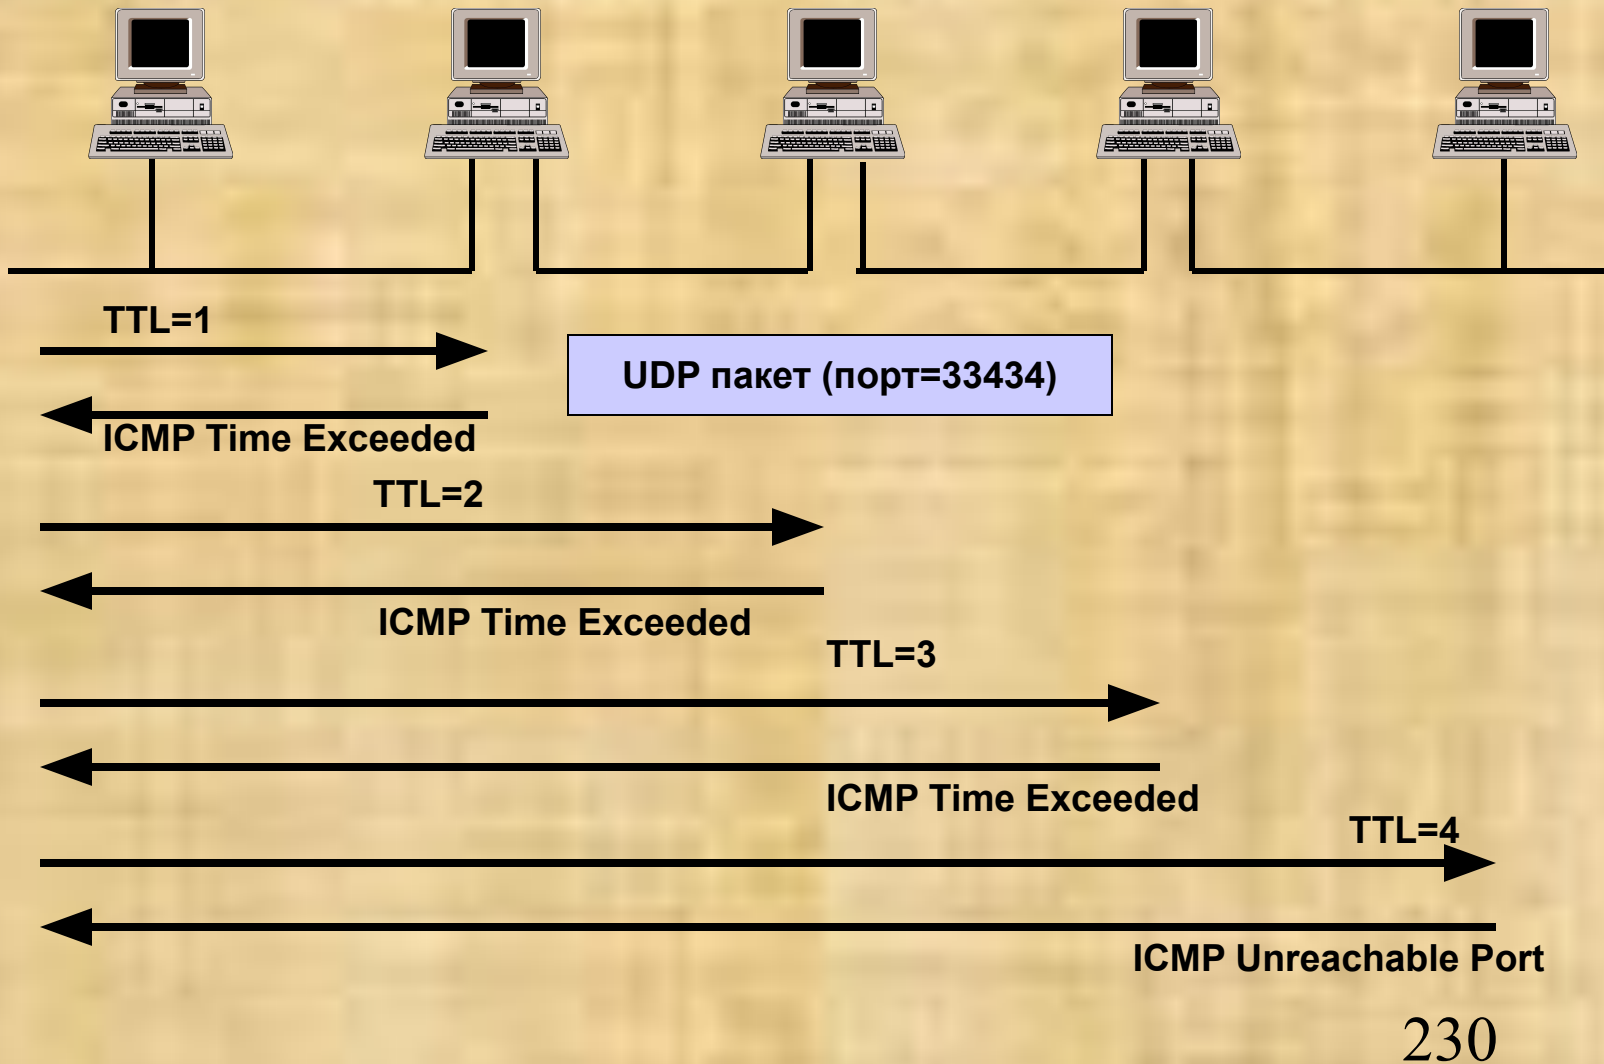 TTL=1
UDP пакет (порт=33434)
ICMP Time Exceeded
TTL=2
ICMP Time Exceeded
TTL=3
ICMP Time Exceeded
TTL=4
ICMP Unreachable Port
230